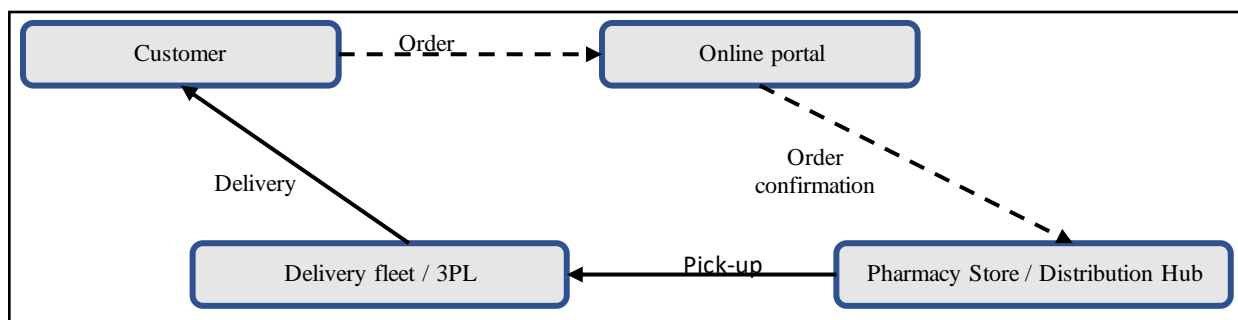 Customer
Order
Online portal
Order
confirmation
Delivery
Delivery fleet / 3PL
Pick-up
Pharmacy Store / Distribution Hub